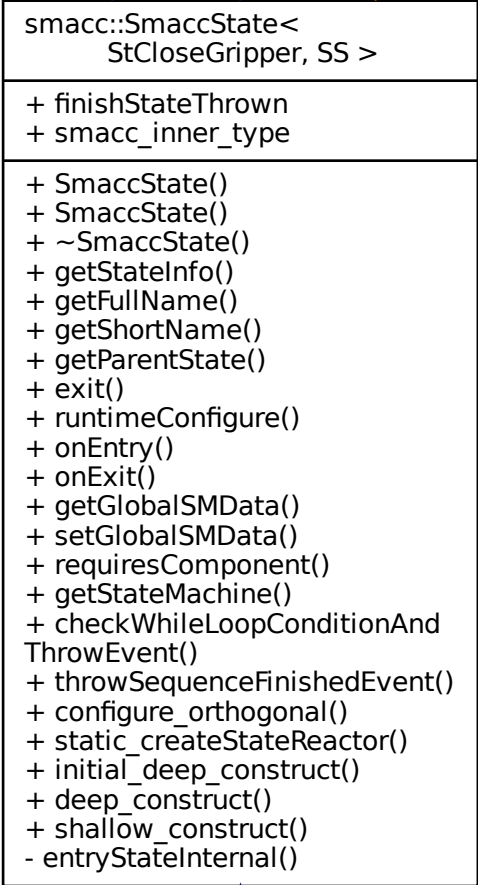 smacc::SmaccState<
StCloseGripper, SS >
+ finishStateThrown
+ smacc_inner_type
+ SmaccState()
+ SmaccState()
+ ~SmaccState()
+ getStateInfo()
+ getFullName()
+ getShortName()
+ getParentState()
+ exit()
+ runtimeConfigure()
+ onEntry()
+ onExit()
+ getGlobalSMData()
+ setGlobalSMData()
+ requiresComponent()
+ getStateMachine()
+ checkWhileLoopConditionAnd
ThrowEvent()
+ throwSequenceFinishedEvent()
+ configure_orthogonal()
+ static_createStateReactor()
+ initial_deep_construct()
+ deep_construct()
+ shallow_construct()
- entryStateInternal()